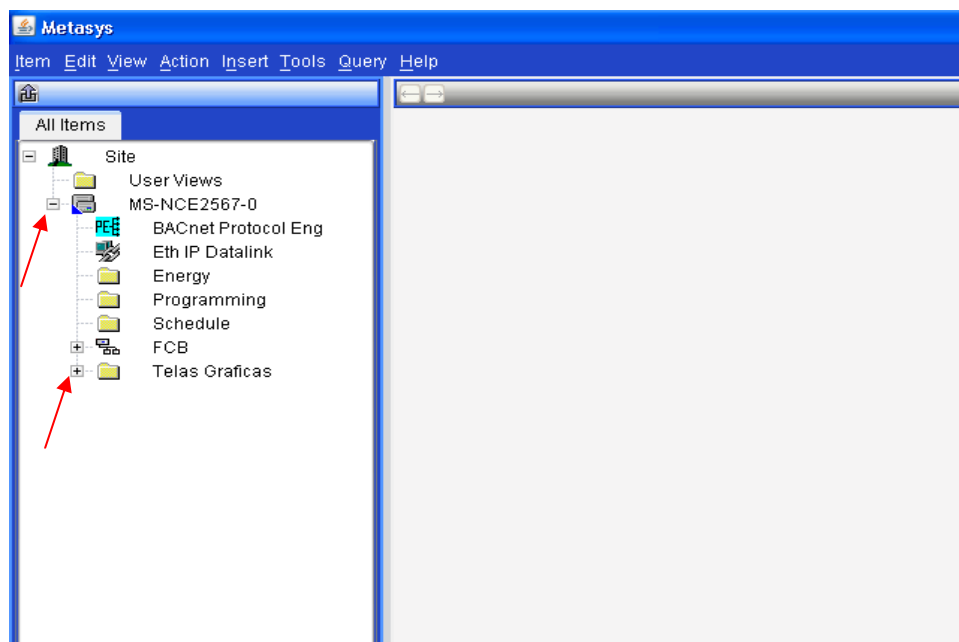 Metasys
Item Edit View Action Insert Tools Query Help
All Items
Site
User Views
MS-NCE2567-0
PE BACnet Protocol Eng
Eth IP Datalink
Energy
Programming
Schedule
FCB
Telas Graficas